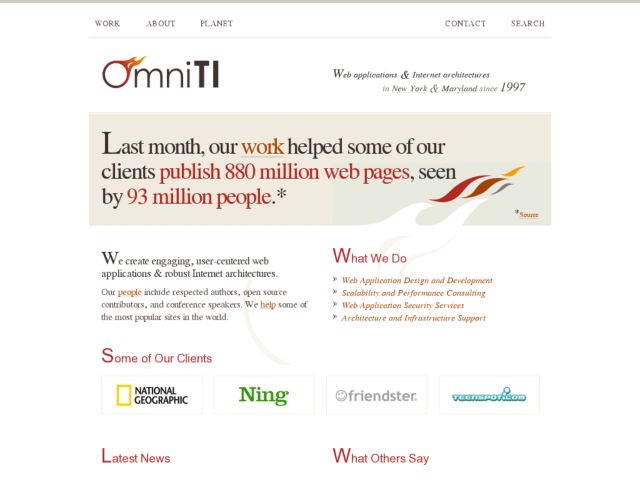 WORK ABOUT PLANET CONTACT SEARCH
OmniTI
Web applications & Internet architectures
in New York & Maryland since 1997
Last month, our work helped some of our
clients publish 880 million web pages, seen
by 93 million people.*
*Source
We create engaging, user-centered web
applications & robust Internet architectures.
Our people include respected authors, open source
contributors, and conference speakers. We help some of
the most popular sites in the world.
What We Do
» Web Application Design and Development
» Scalability and Performance Consulting
» Web Application Security Services
» Architecture and Infrastructure Support
Some of Our Clients
NATIONAL
GEOGRAPHIC
Ning
friendster
TEENSPOT.COM
Latest News
What Others Say